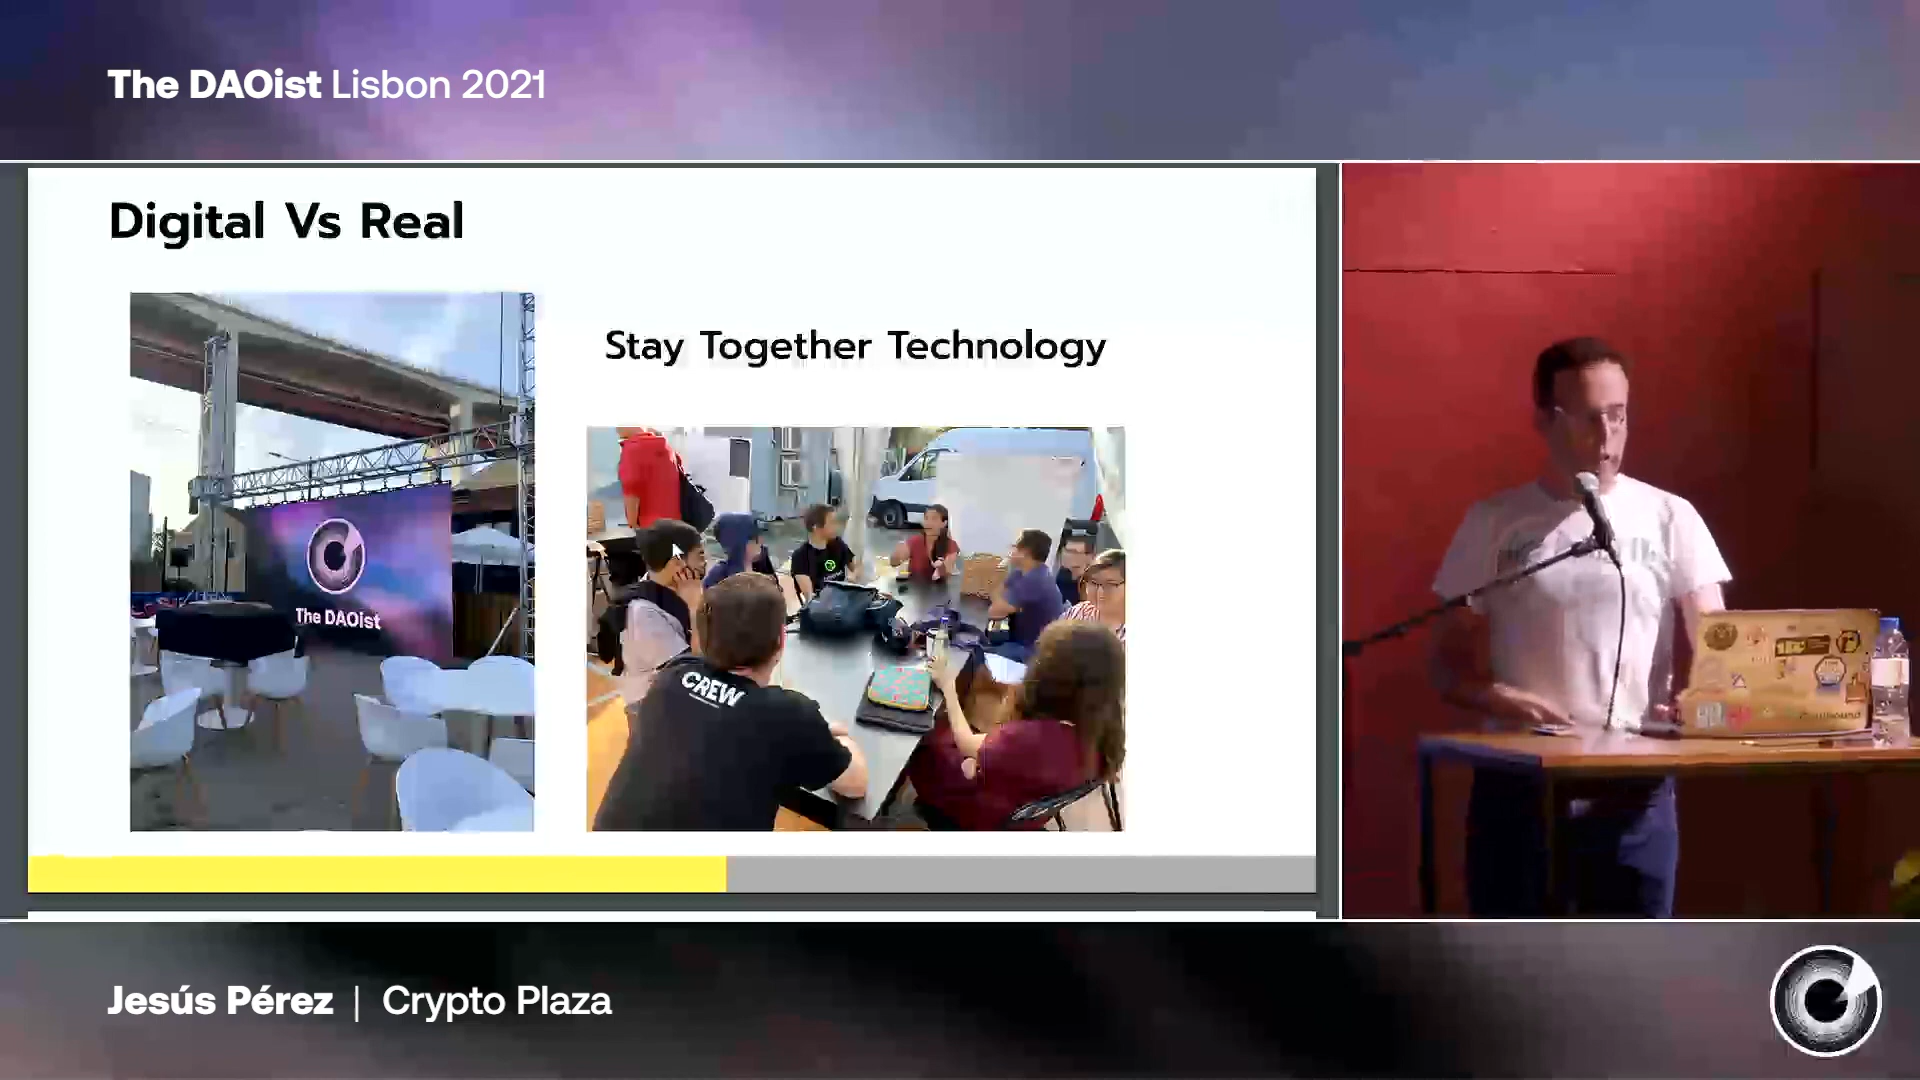 The DAOist Lisbon 2021
Digital Vs Real
Stay Together Technology
The DAOist
CREW
Jesús Pérez | Crypto Plaza